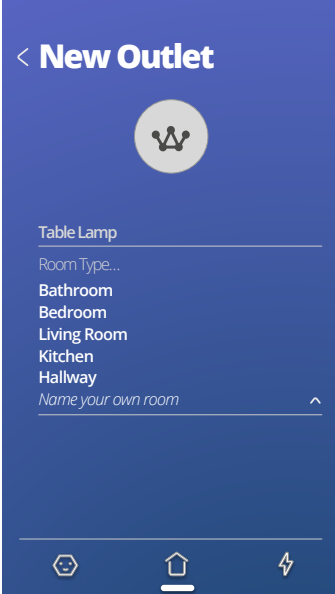 New Outlet
Table Lamp
Room Type...
Bathroom
Bedroom
Living Room
Kitchen
Hallway
Name your own room